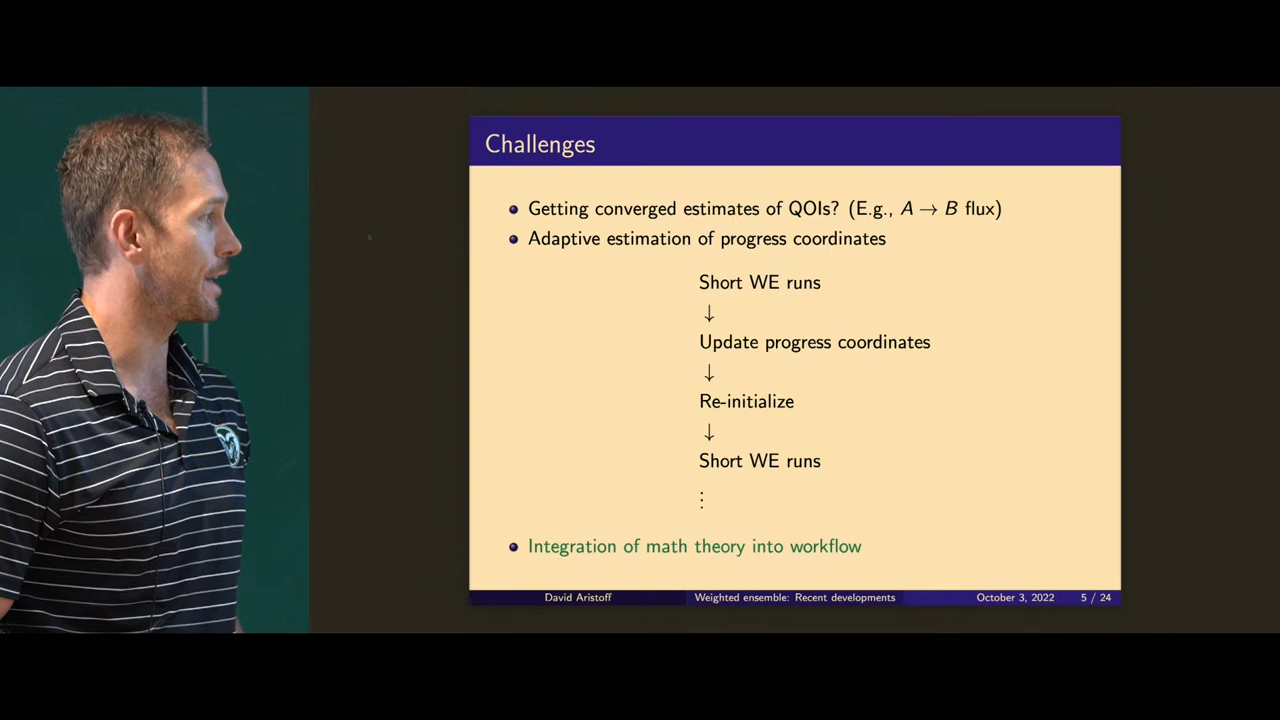 Challenges
Getting converged estimates of QOIs? (E.g., A → B flux)
Adaptive estimation of progress coordinates
Short WE runs
↓
Update progress coordinates
↓
Re-initialize
↓
Short WE runs
⋮
Integration of math theory into workflow
David Aristoff Weighted ensemble: Recent developments October 3, 2022 5 / 24